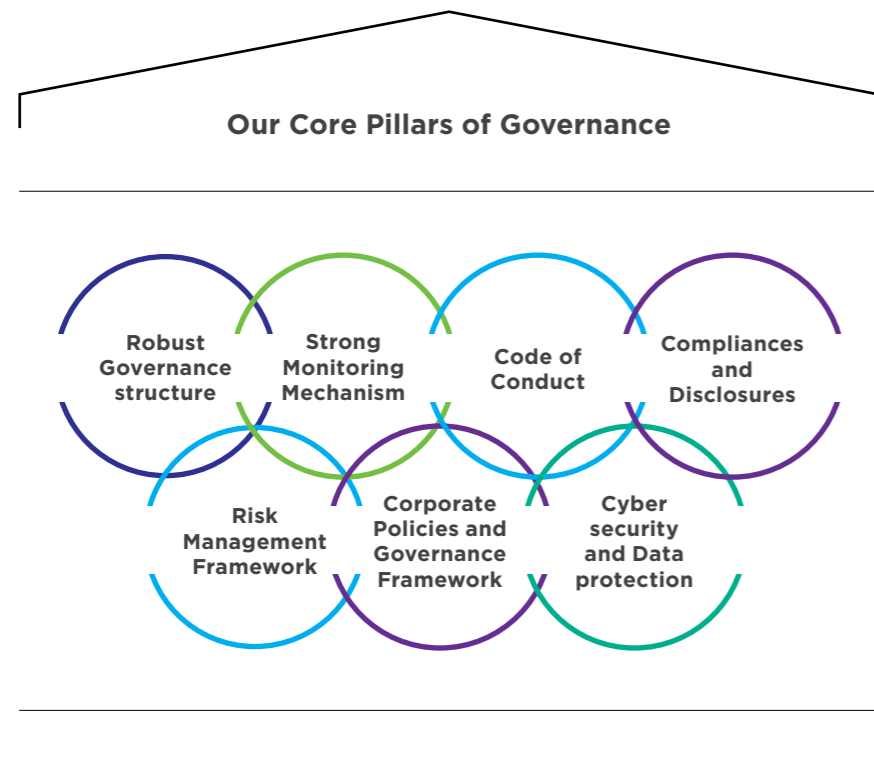 Our Core Pillars of Governance
Robust
Governance
structure
Strong
Monitoring
Mechanism
Code of
Conduct
Compliances
and
Disclosures
Risk
Management
Framework
Corporate
Policies and
Governance
Framework
Cyber
security
and Data
protection